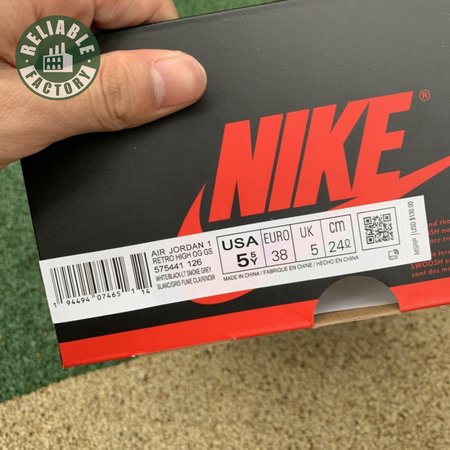 RELIABLE
FACTORY
NIKE
®
AIR JORDAN 1
RETRO HIGH OG GS
575441 126
WHITE/BLACK-LT SMOKE GREY
BLANC/GRIS FUME CLAIR/NOIR
1 94494 07465 1 14
USA
5.5Y
EURO
38
UK
5
cm
24
MADE IN CHINA / FABRIQUE EN CHINE / HECHO EN CHINA
MSRP USD $130.00